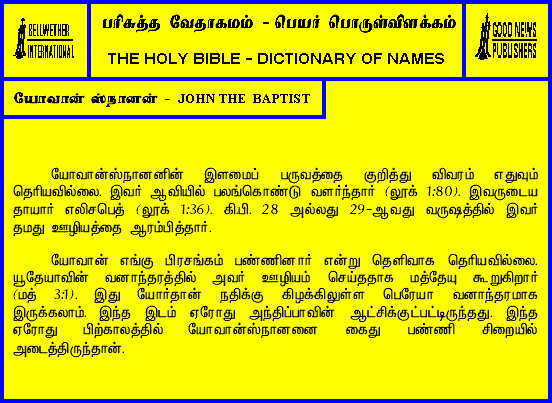 BELLWETHER
INTERNATIONAL
பரிசுத்த வேதாகமம் - பெயர் பொருள்விளக்கம்
THE HOLY BIBLE - DICTIONARY OF NAMES
GOOD NEWS
PUBLISHERS
யோவான் ஸ்நானன் - JOHN THE BAPTIST
யோவான்ஸ்நானனின் இளமைப் பருவத்தை குறித்து விவரம் எதுவும்
தெரியவில்லை. இவர் ஆவியில் பலங்கொண்டு வளர்ந்தார் (லூக் 1:80). இவருடைய
தாயார் எலிசபெத் (லூக் 1:36). கி.பி. 28 அல்லது 29-ஆவது வருஷத்தில் இவர்
தமது ஊழியத்தை ஆரம்பித்தார்.
யோவான் எங்கு பிரசங்கம் பண்ணினார் என்று தெளிவாக தெரியவில்லை.
யூதேயாவின் வனாந்தரத்தில் அவர் ஊழியம் செய்ததாக மத்தேயு கூறுகிறார்
(மத் 3:1). இது யோர்தான் நதிக்கு கிழக்கிலுள்ள பெரேயா வனாந்தரமாக
இருக்கலாம். இந்த இடம் ஏரோது அந்திப்பாவின் ஆட்சிக்குட்பட்டிருந்தது. இந்த
ஏரோது பிற்காலத்தில் யோவான்ஸ்நானனை கைது பண்ணி சிறையில்
அடைத்திருந்தான்.